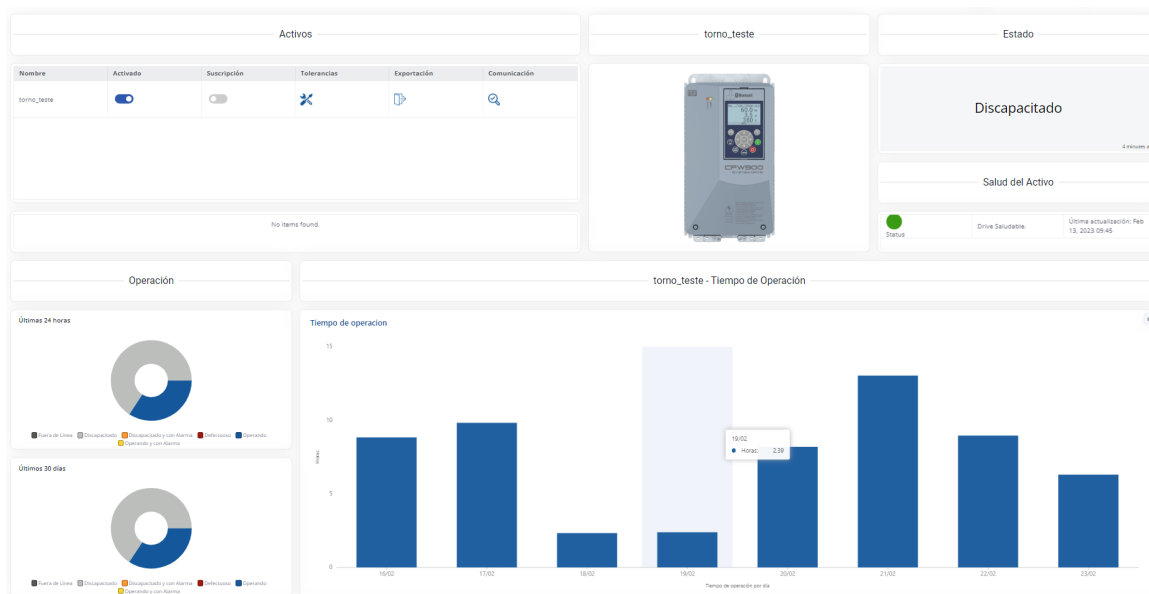 Activos
torno_teste
Estado
Nombre Activado Suscripción Tolerancias Exportación Comunicación
torno_teste
No items found.
Discapacitado
4 minutes
Salud del Activo
Status
Drive Saludable.
Última actualización: Feb
13, 2023 09:45
CFW900
Operación
torno_teste - Tiempo de Operación
Últimas 24 horas
Fuera de Línea Discapacitado Discapacitado y con Alarma Defectuoso Operando
Operando y con Alarma
Últimos 30 días
Fuera de Línea Discapacitado Discapacitado y con Alarma Defectuoso Operando
Operando y con Alarma
Tiempo de operacion
15
10
5
0
Horas
19/02
Horas: 2,39
16/02 17/02 18/02 19/02 20/02 21/02 22/02 23/02
Tiempo de operación por día